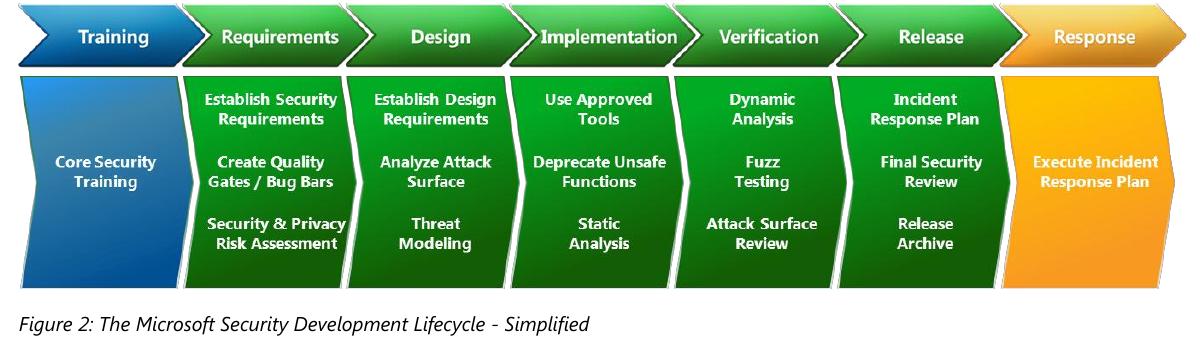 Training
Requirements
Design
Implementation
Verification
Release
Response
Core Security
Training
Establish Security
Requirements
Create Quality
Gates / Bug Bars
Security & Privacy
Risk Assessment
Establish Design
Requirements
Analyze Attack
Surface
Threat
Modeling
Use Approved
Tools
Deprecate Unsafe
Functions
Static
Analysis
Dynamic
Analysis
Fuzz
Testing
Attack Surface
Review
Incident
Response Plan
Final Security
Review
Release
Archive
Execute Incident
Response Plan
Figure 2: The Microsoft Security Development Lifecycle - Simplified